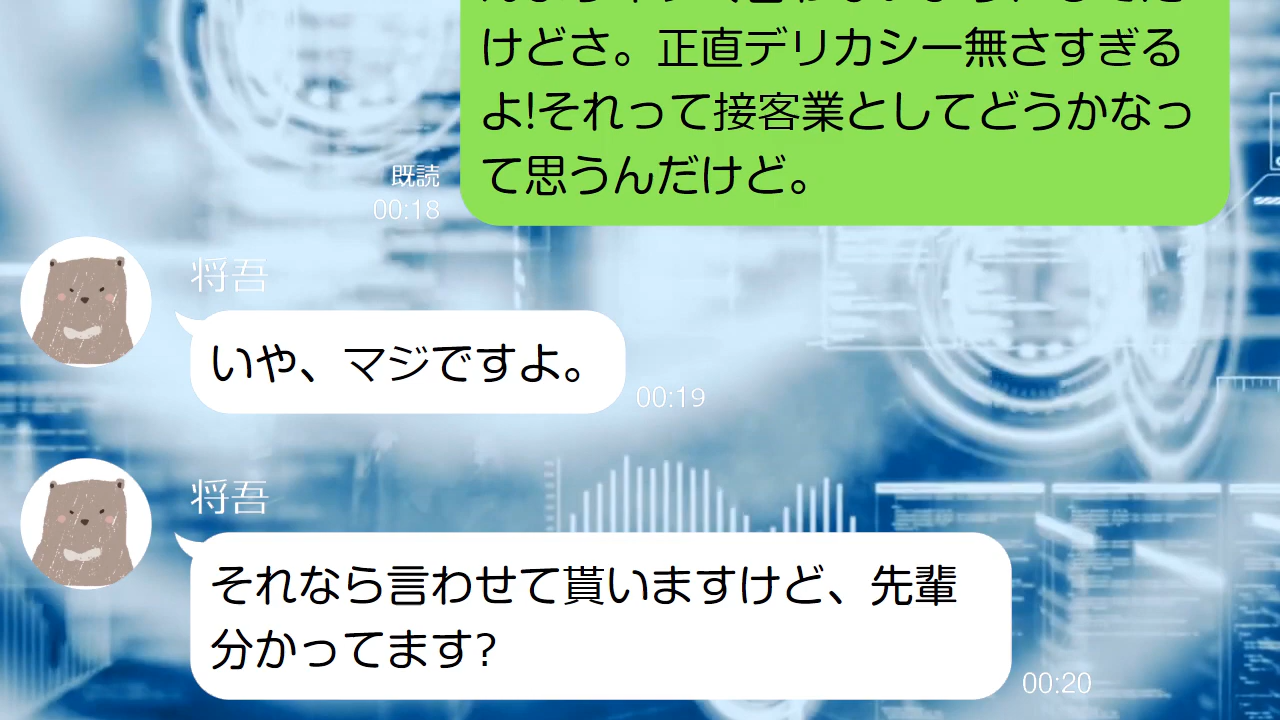 けどさ。正直デリカシー無さすぎる
よ!それって接客業としてどうかなっ
て思うんだけど。
既読
00:18
将吾
いや、マジですよ。
00:19
将吾
それなら言わせて貰いますけど、先輩
分かってます?
00:20